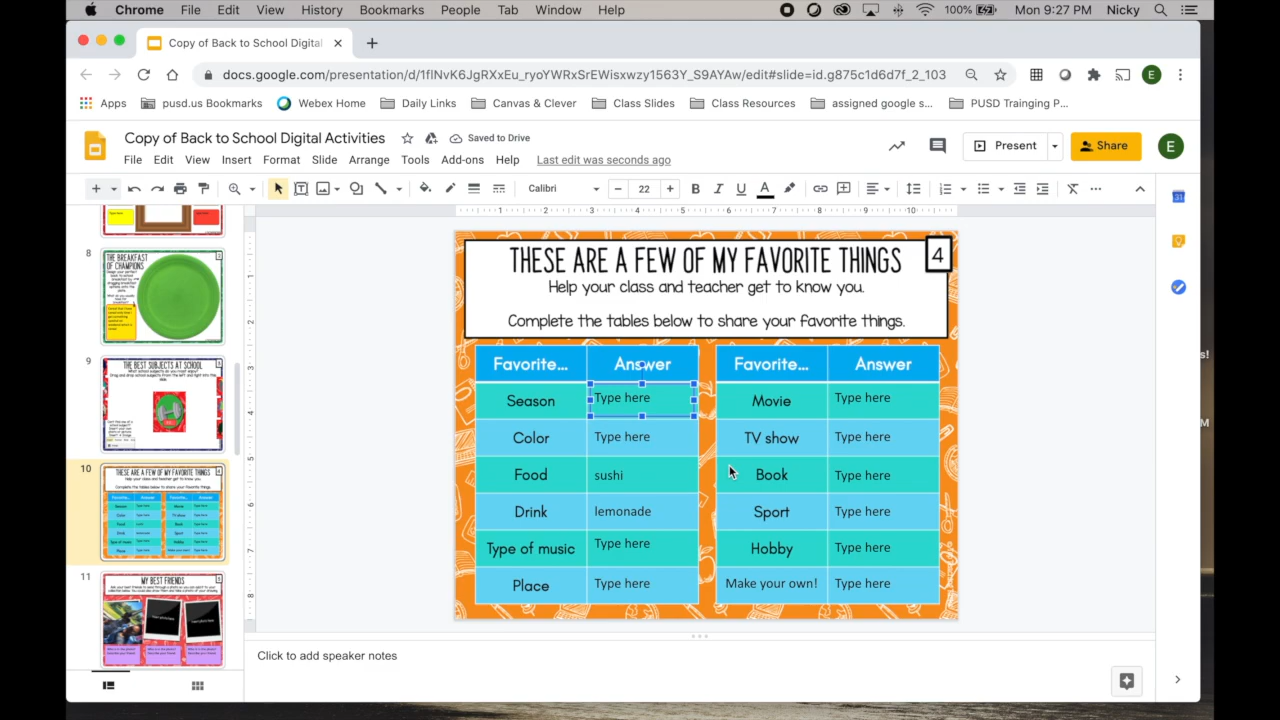 Chrome File Edit View History Bookmarks People Tab Window Help 100% Mon 9:27 PM Nicky
Copy of Back to School Digital
docs.google.com/presentation/d/1flNvK6JgRXxEu_ryoYWRxSrEWisxwzy1563Y_S9AYAw/edit#slide=id.g875c1d6d7f_2_103 E
Apps pusd.us Bookmarks Webex Home Daily Links Canvas & Clever Class Slides Class Resources assigned google s... PUSD Trainging P...
Copy of Back to School Digital Activities Saved to Drive
Present Share E
File Edit View Insert Format Slide Arrange Tools Add-ons Help Last edit was seconds ago
Calibri 22 B I U A
8
THE BREAKFAST
OF CHAMPIONS
9
THE BEST SUBJECTS AT SCHOOL
10
THESE ARE A FEW OF MY FAVORITE THINGS
11
MY BEST FRIENDS
THESE ARE A FEW OF MY FAVORITE THINGS 4
Help your class and teacher get to know you.
Complete the tables below to share your favorite things.
Favorite... Answer Favorite... Answer
Season Type here Movie Type here
Color Type here TV show Type here
Food Book Type here
Drink Sport Type here
Type of music Type here Hobby Type here
Place Type here Make your own!
Click to add speaker notes